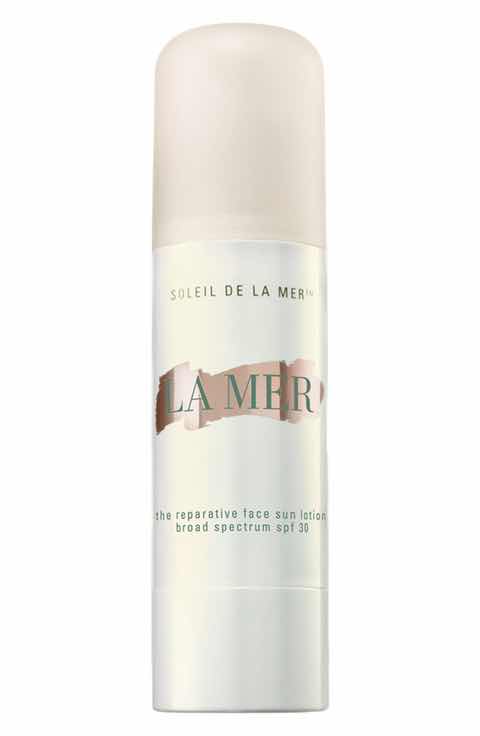 SOLEIL DE LA MER™
LA MER
the reparative face sun lotion
broad spectrum spf 30